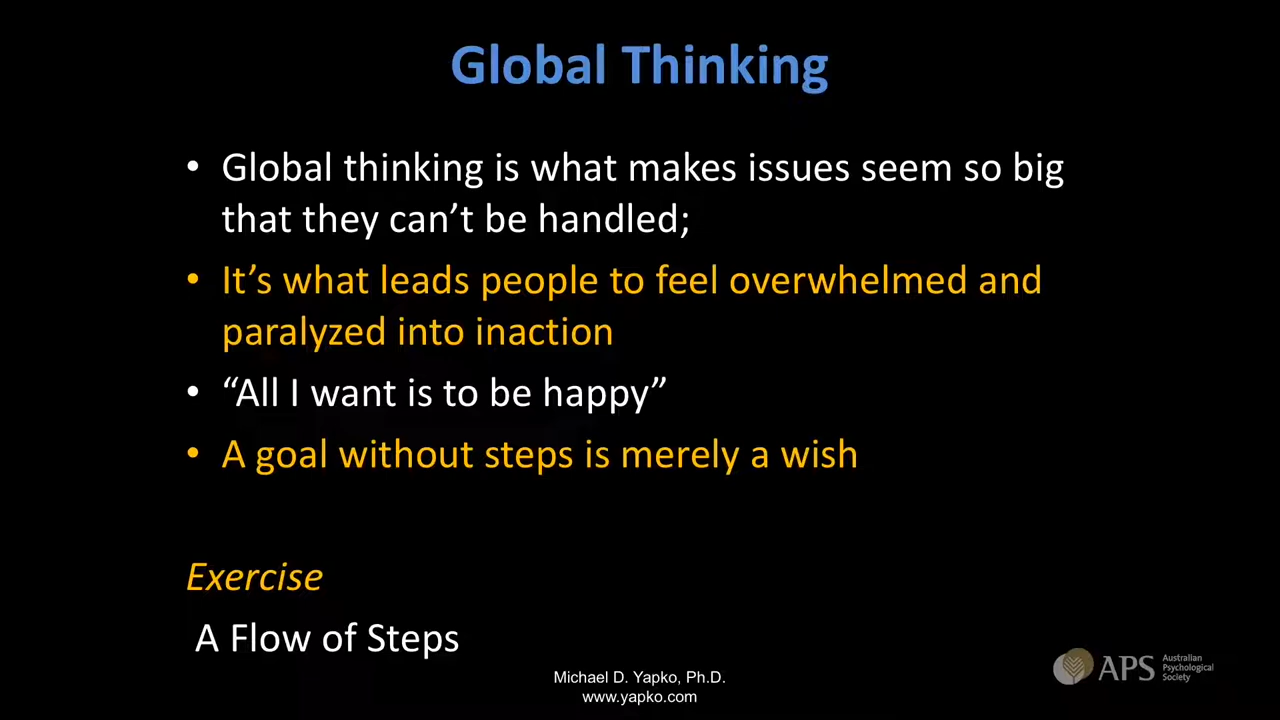 Global Thinking
• Global thinking is what makes issues seem so big
that they can’t be handled;
• It’s what leads people to feel overwhelmed and
paralyzed into inaction
• “All I want is to be happy”
• A goal without steps is merely a wish
Exercise
A Flow of Steps
Michael D. Yapko, Ph.D.
www.yapko.com
APS
Australian
Psychological
Society